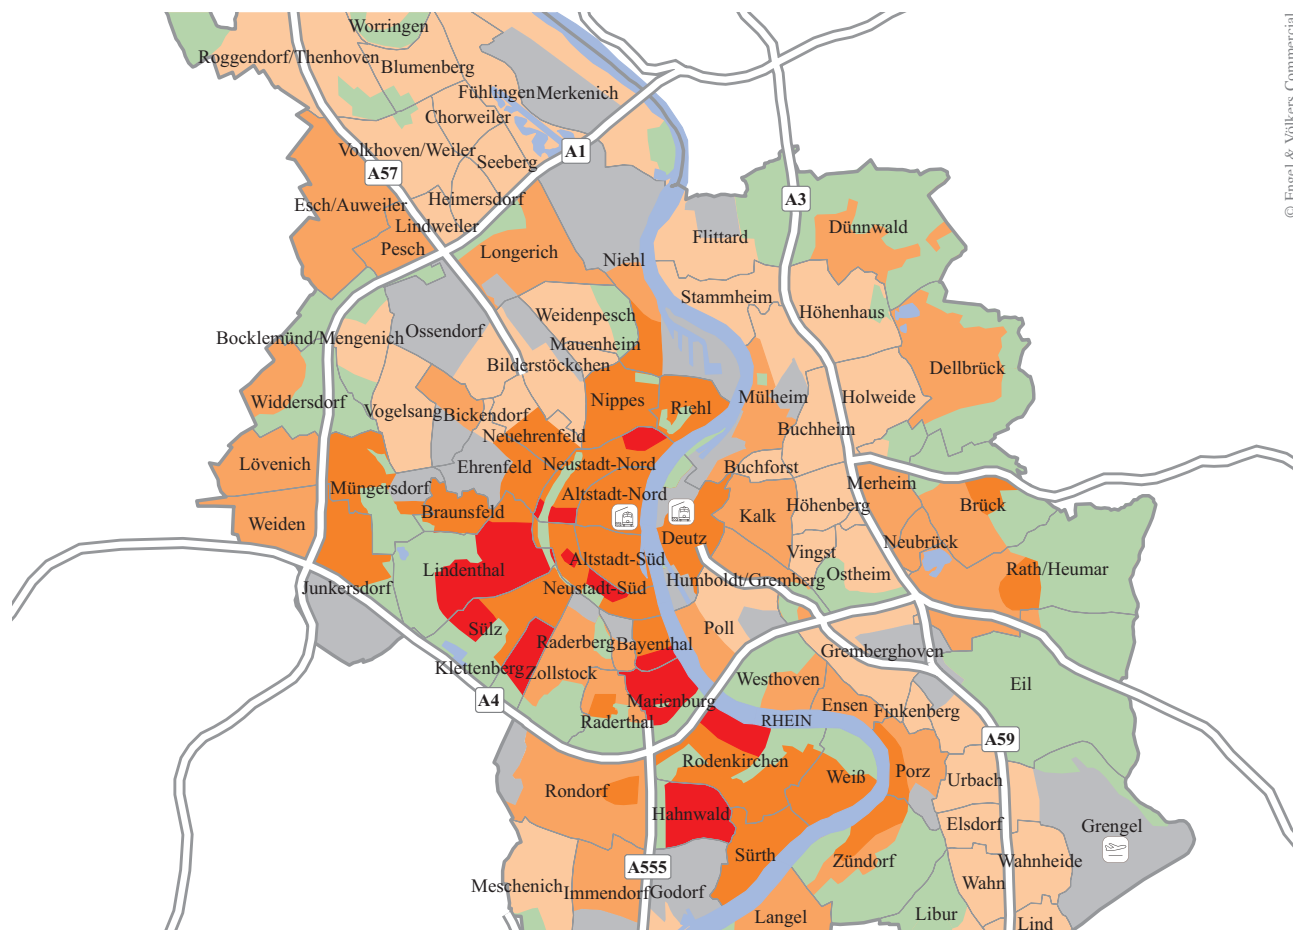 Worringen
© Engel & Völkers Commercial
Roggendorf/Thenhoven
Blumenberg
Fühlingen
Merkenich
Chorweiler
Volkhoven/Weiler
A1
Seeberg
A57
Heimersdorf
A3
Esch/Auweiler
Lindweiler
Dünnwald
Pesch
Flittard
Longerich
Niehl
Stammheim
Höhenhaus
Weidenpesch
Ossendorf
Bocklemünd/Mengenich
Mauenheim
Bilderstöckchen
Dellbrück
Widdersdorf
Nippes
Riehl
Mülheim
Holweide
Vogelsang
Bickendorf
Buchheim
Neuehrenfeld
Lövenich
Ehrenfeld
Neustadt-Nord
Buchforst
Müngersdorf
Merheim
Altstadt-Nord
Höhenberg
Brück
Braunsfeld
Kalk
Weiden
Deutz
Neubrück
Vingst
Altstadt-Süd
Lindenthal
Rath/Heumar
Ostheim
Humboldt/Gremberg
Junkersdorf
Neustadt-Süd
Sülz
Poll
Raderberg
Bayenthal
Gremberghoven
Klettenberg
Zollstock
Westhoven
Eil
A4
Marienburg
Ensen
Finkenberg
Raderthal
RHEIN
A59
Rodenkirchen
Weiß
Porz
Urbach
Rondorf
Hahnwald
Elsdorf
Grengel
Sürth
Zündorf
Wahnheide
A555
Wahn
Meschenich
Immendorf
Godorf
Langel
Libur
Lind